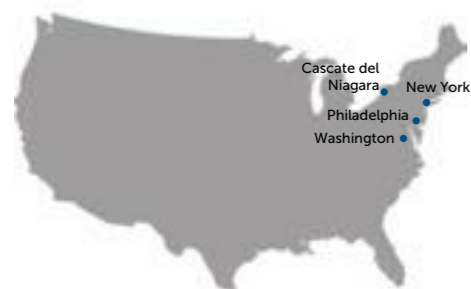 Cascate del
Niagara
New York
Philadelphia
Washington